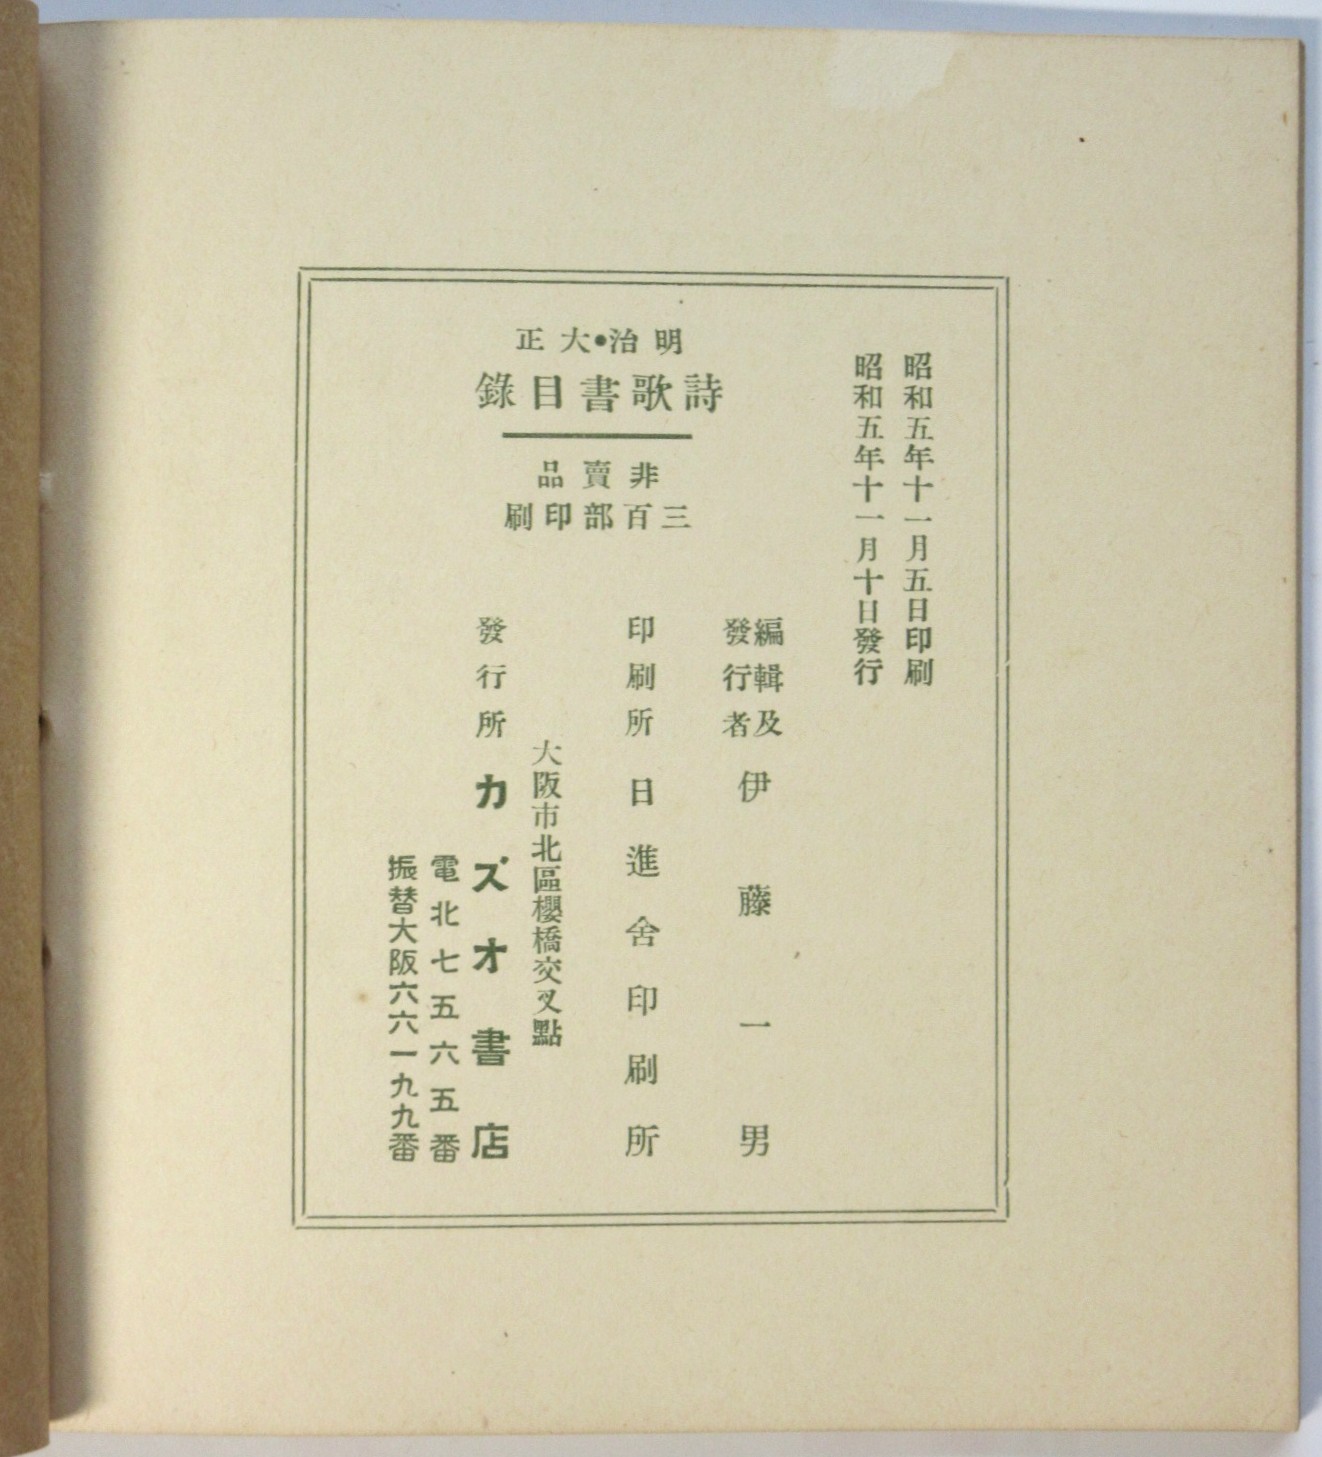 昭和五年十一月五日印刷
昭和五年十一月十日發行
明治•大正
詩歌書目錄
非賣品
三百部印刷
編輯及
發行者
伊藤一男
印刷所 日進舍印刷所
大阪市北區櫻橋交叉點
發行所 カズオ書店
電北七五六五番
振替大阪六六一九九番